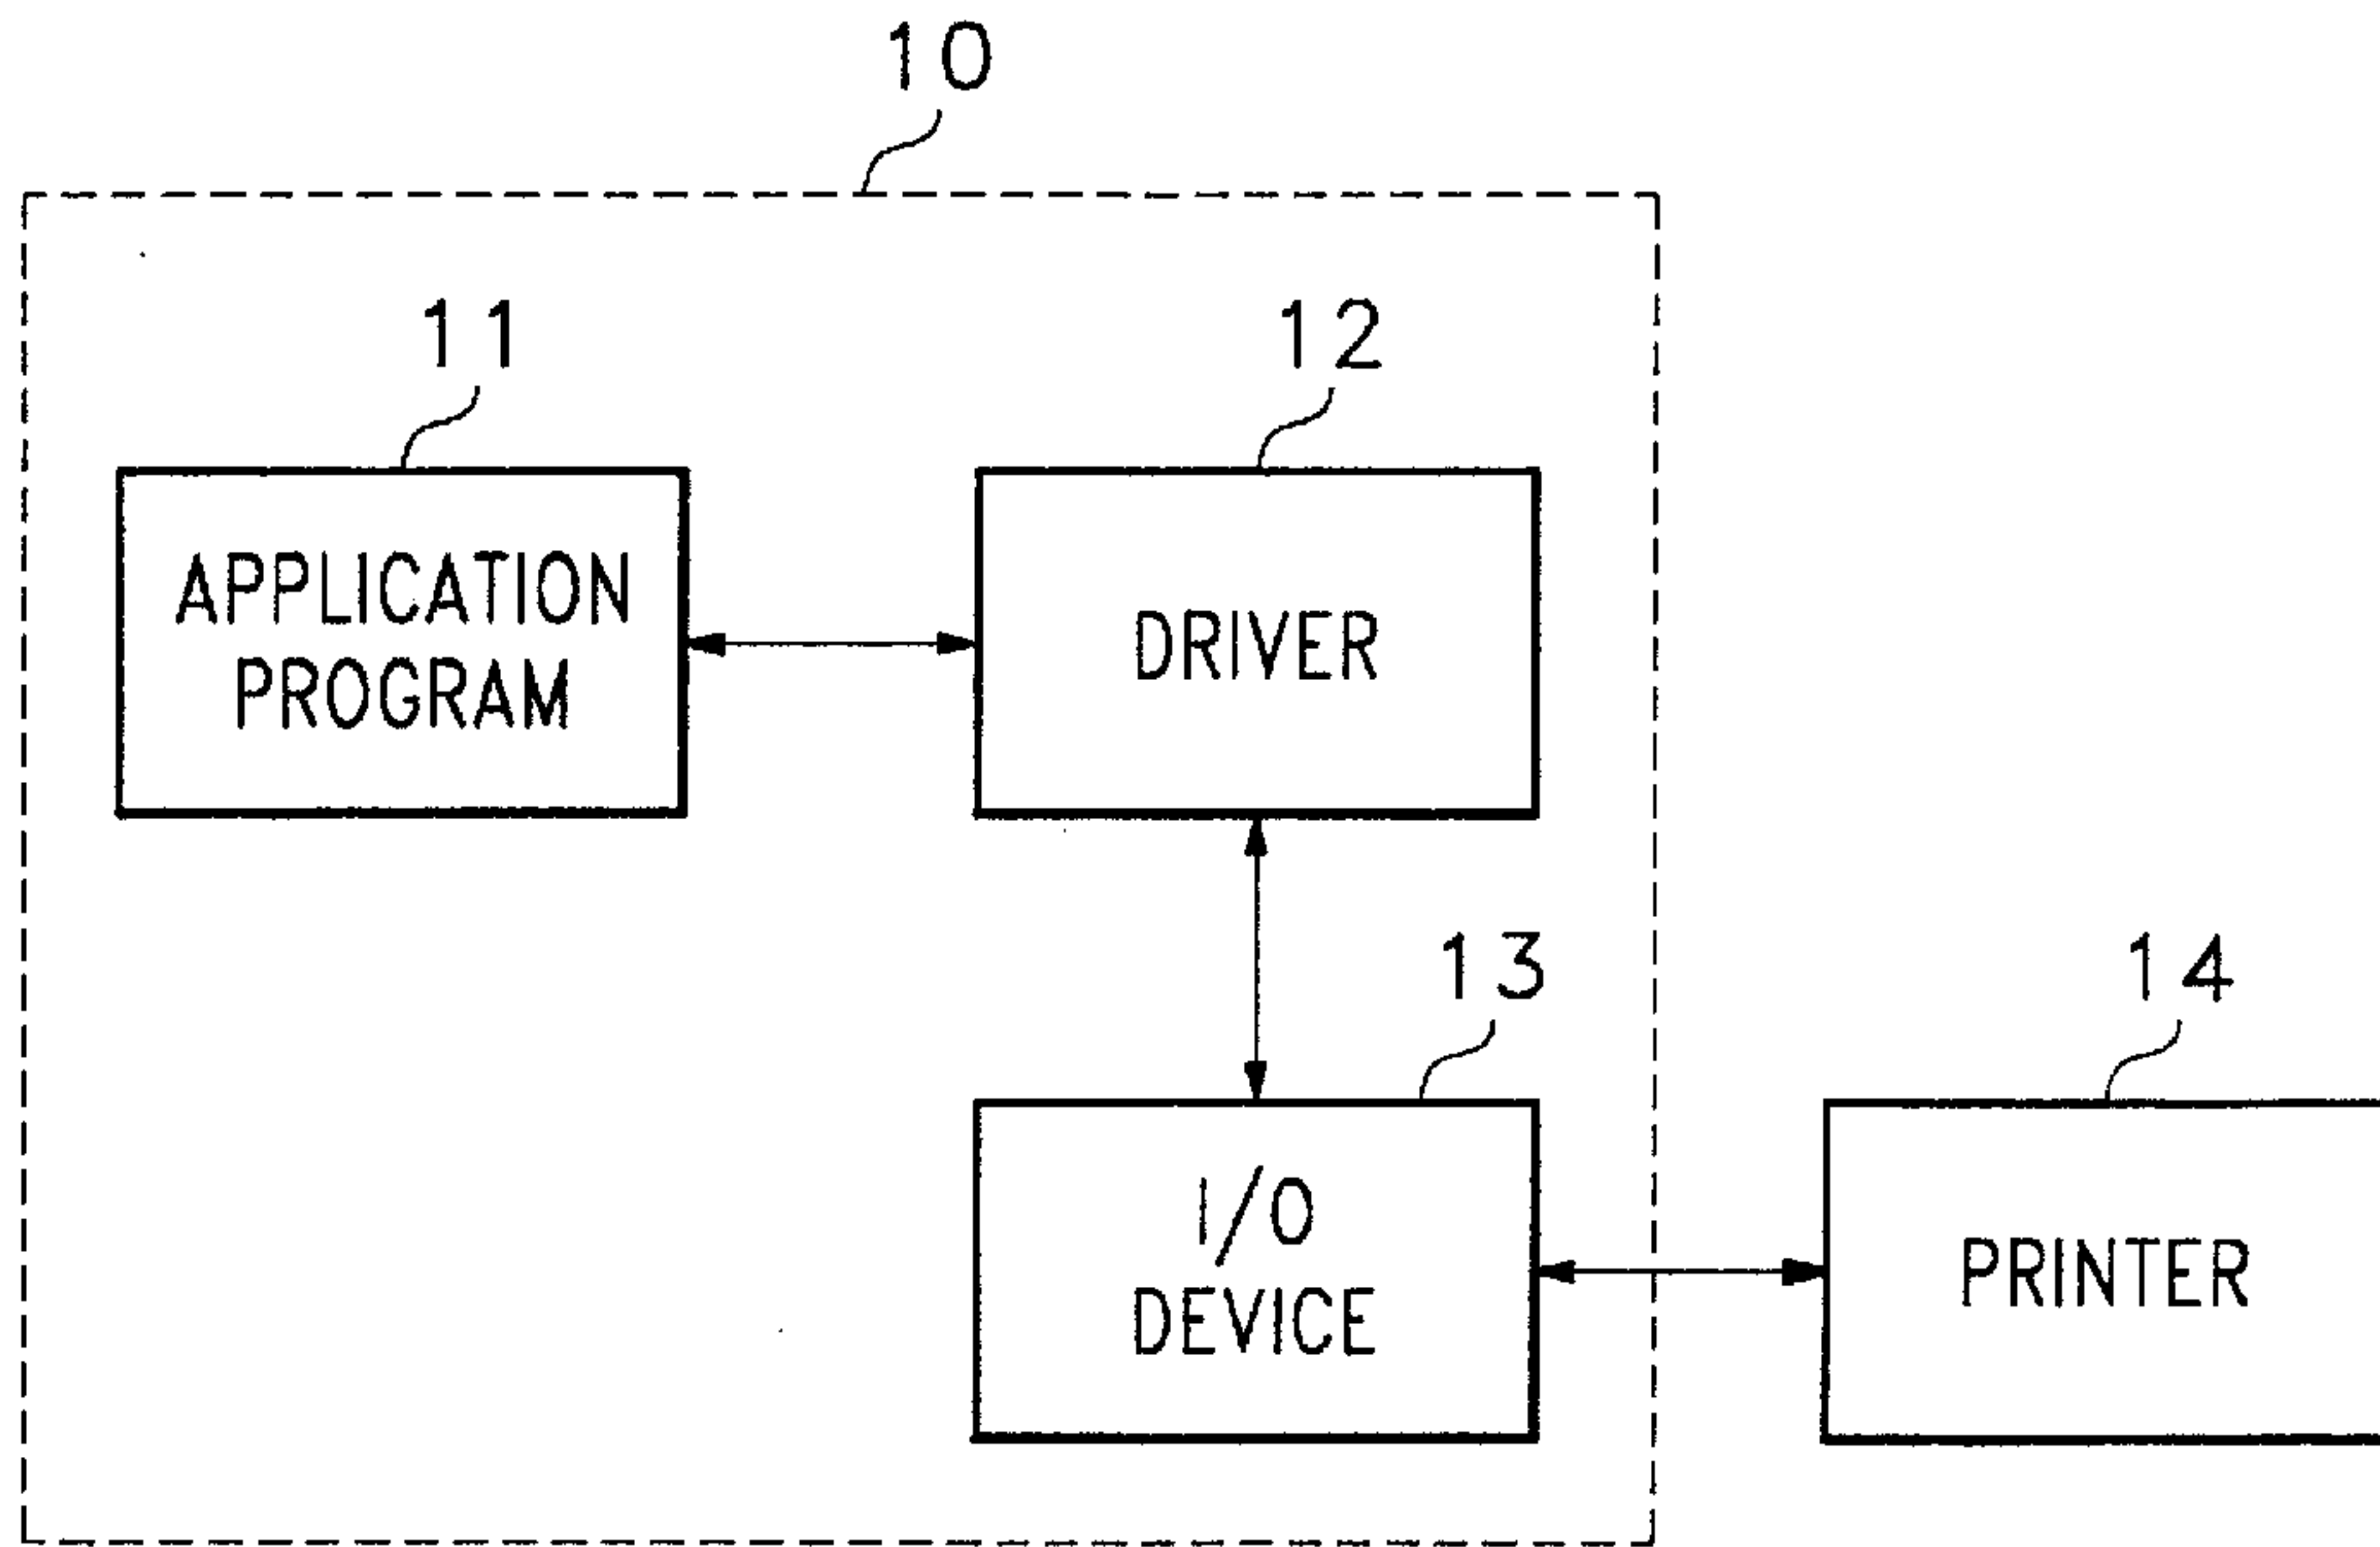 10
11
12
APPLICATION
PROGRAM
DRIVER
13
14
I/O
DEVICE
PRINTER